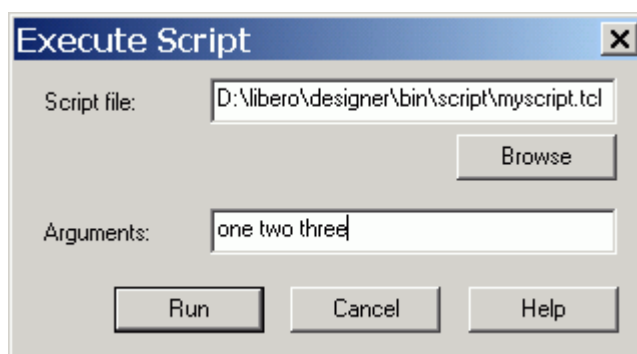 Execute Script
Script file: D:\libero\designer\bin\script\myscript.tcl
Browse
Arguments: one two three
Run Cancel Help